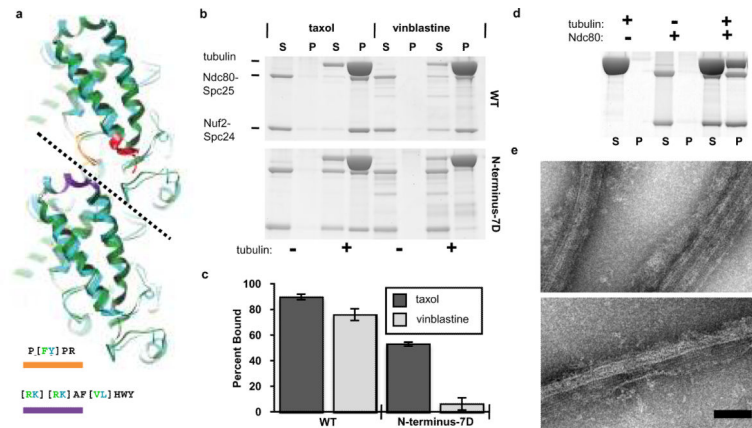 a
P[FY]PR
[RK][RK]AF[VL]HWY
b
taxol
vinblastine
S P S P S P S P
tubulin
Ndc80-
Spc25
Nuf2-
Spc24
WT
N-terminus-7D
tubulin: - + - +
c
Percent Bound
100
80
60
40
20
0
taxol
vinblastine
WT
N-terminus-7D
d
tubulin: + - +
Ndc80: - + +
S P S P S P
e